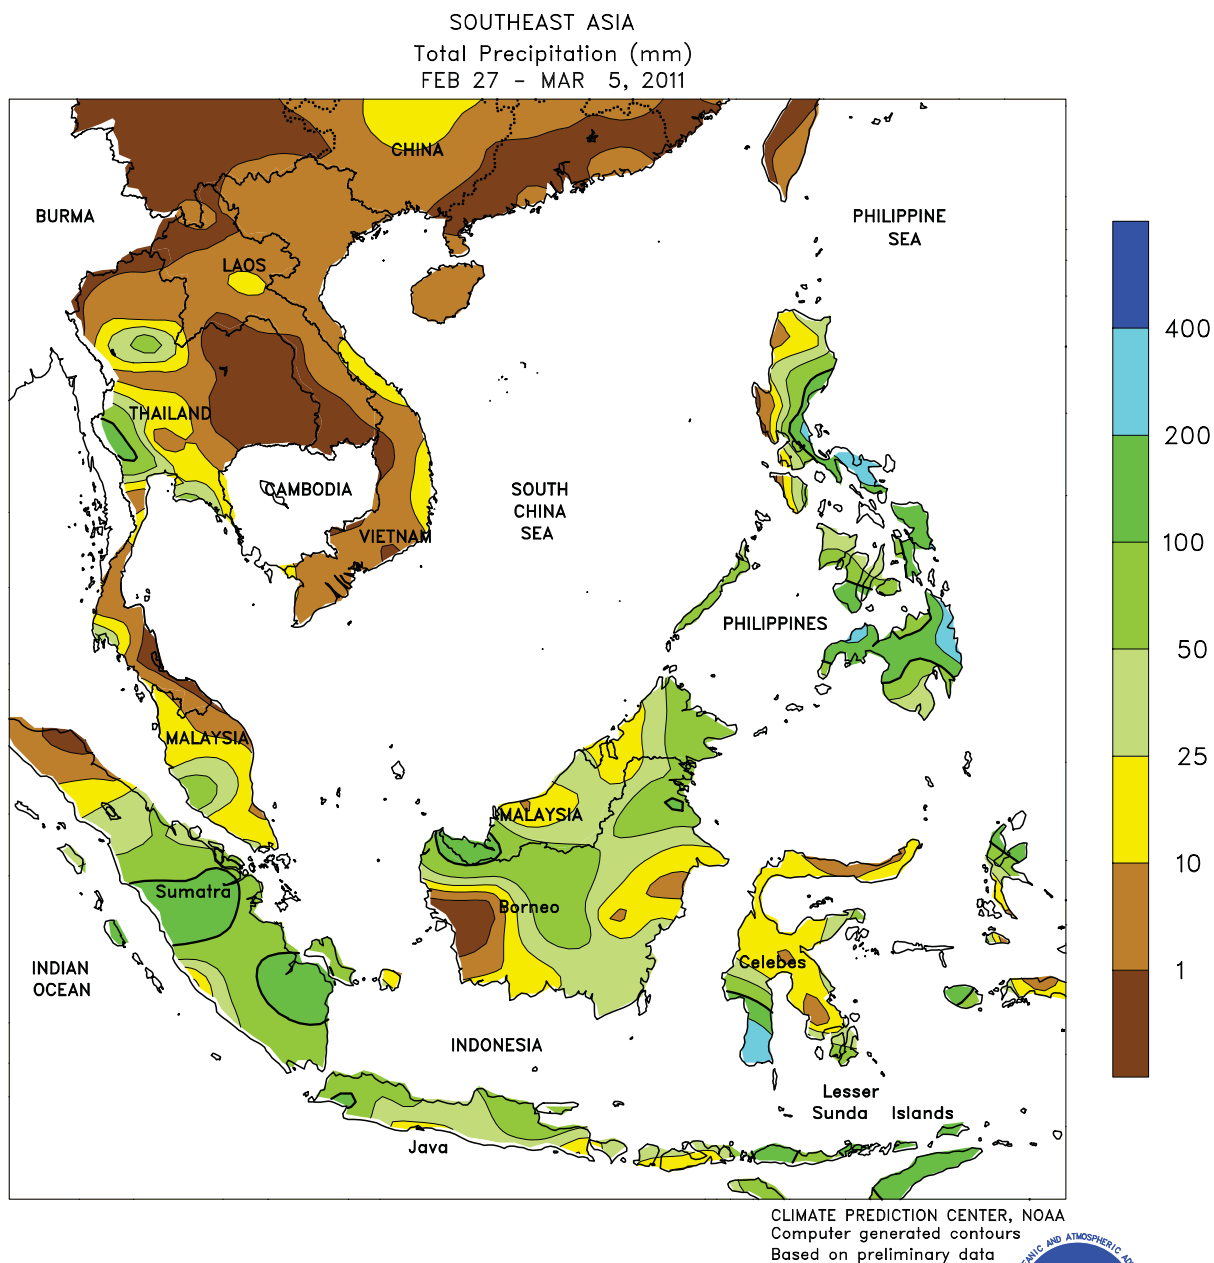 SOUTHEAST ASIA
Total Precipitation (mm)
FEB 27 - MAR 5, 2011
CHINA
BURMA
PHILIPPINE
SEA
LAOS
400
THAILAND
200
CAMBODIA
SOUTH
CHINA
SEA
VIETNAM
100
PHILIPPINES
50
MALAYSIA
25
MALAYSIA
10
Sumatra
Borneo
Celebes
INDIAN
OCEAN
1
INDONESIA
Lesser
Sunda Islands
Java
CLIMATE PREDICTION CENTER, NOAA
Computer generated contours
Based on preliminary data
AND ATMOSPHERIC